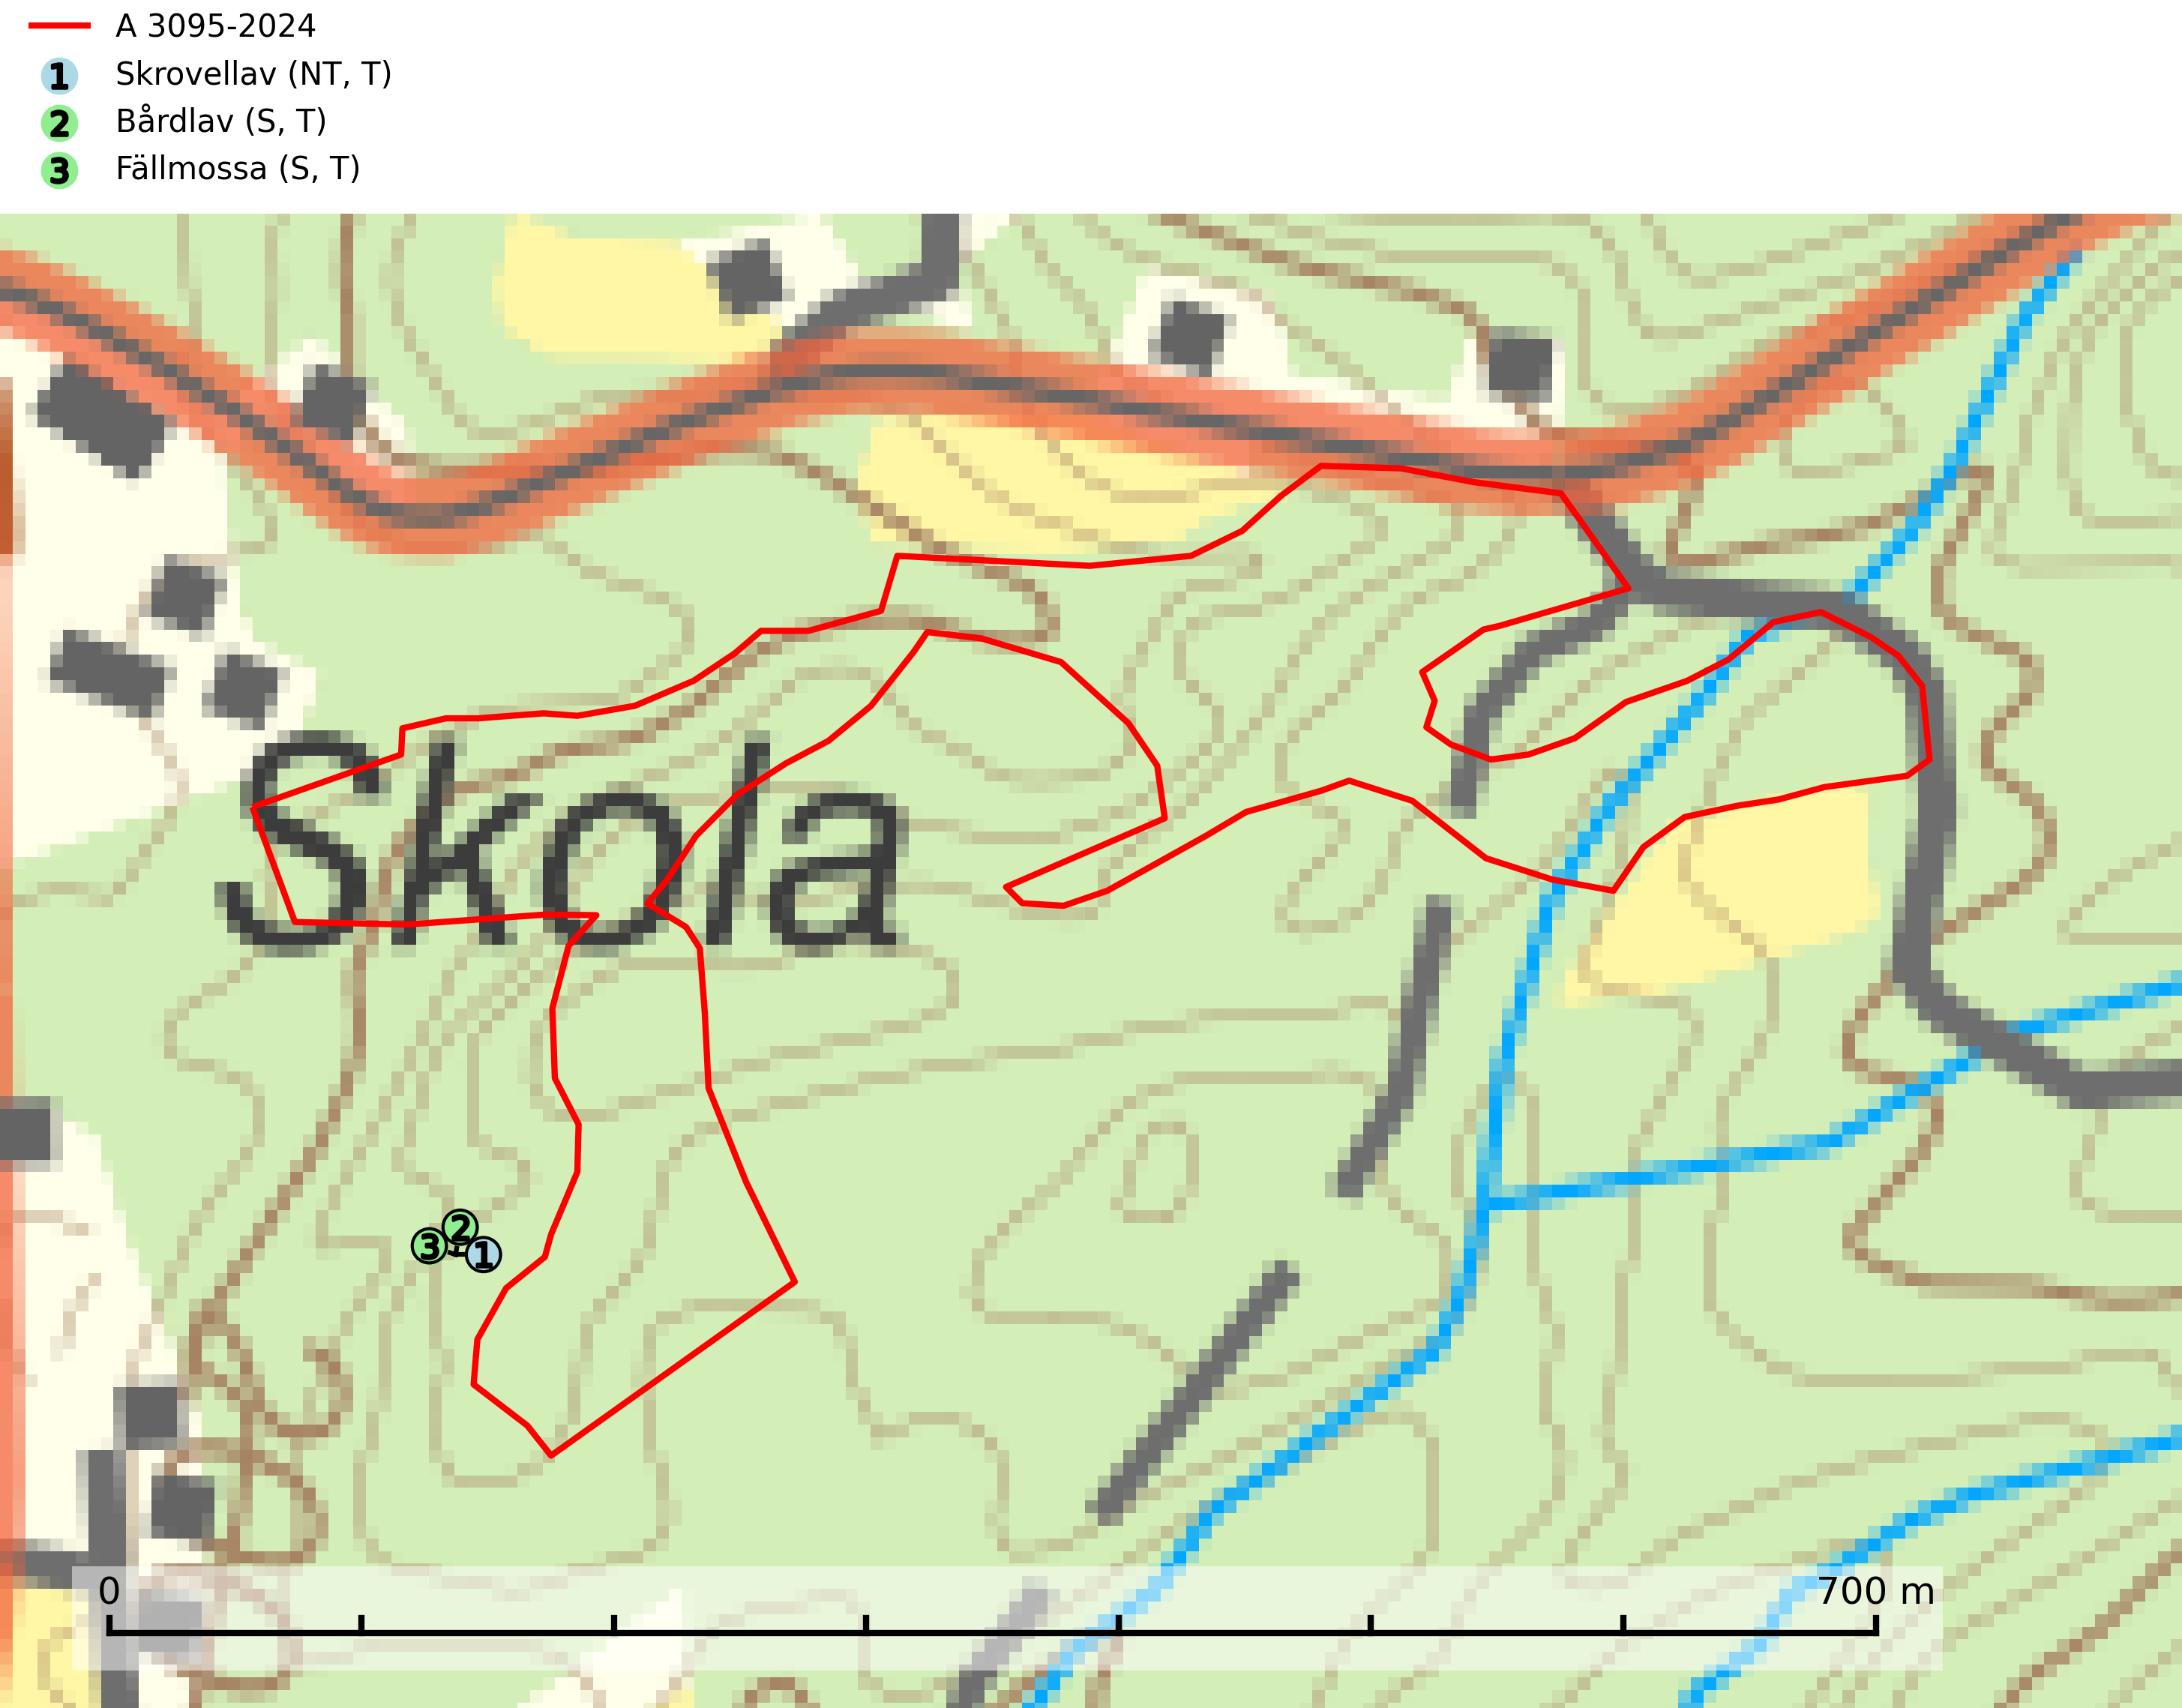 A 3095-2024
1 Skrovellav (NT, T)
2 Bårdlav (S, T)
3 Fällmossa (S, T)
Skola
2
3 1
0 700 m